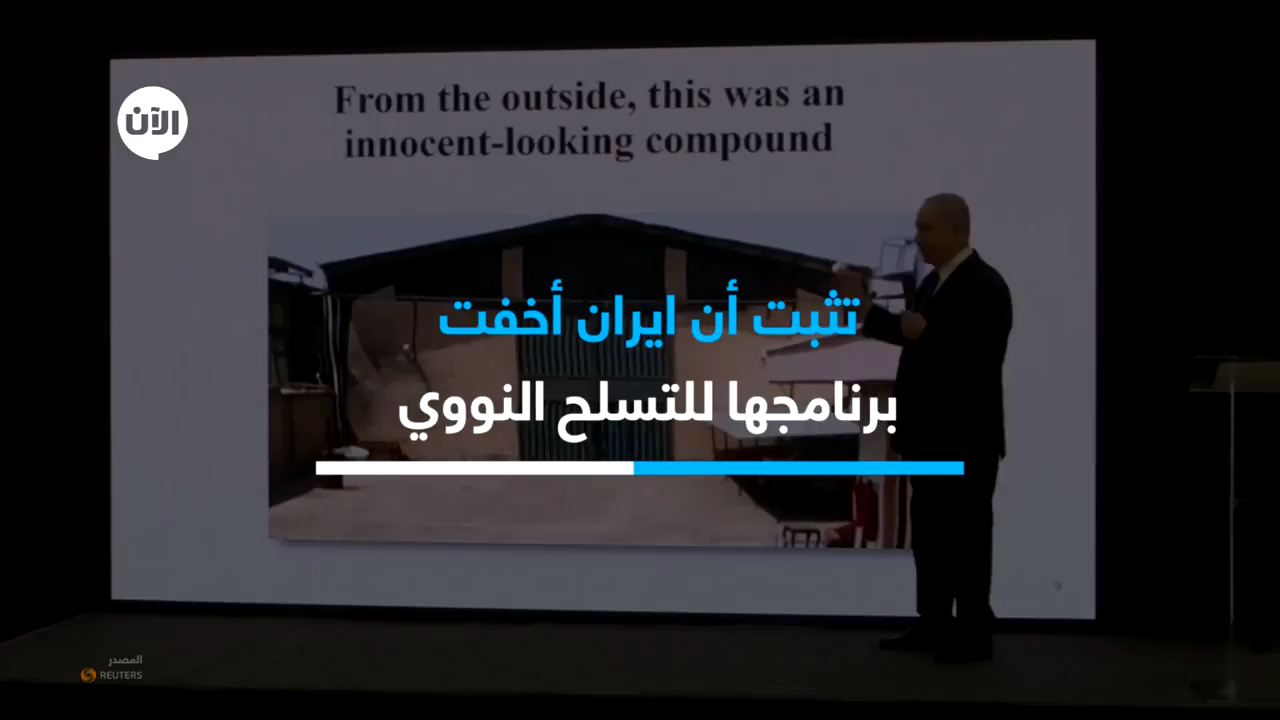 From the outside, this was an
innocent-looking compound
الآن
تثبت أن ايران أخفت
برنامجها للتسلح النووي
9
المصدر
REUTERS